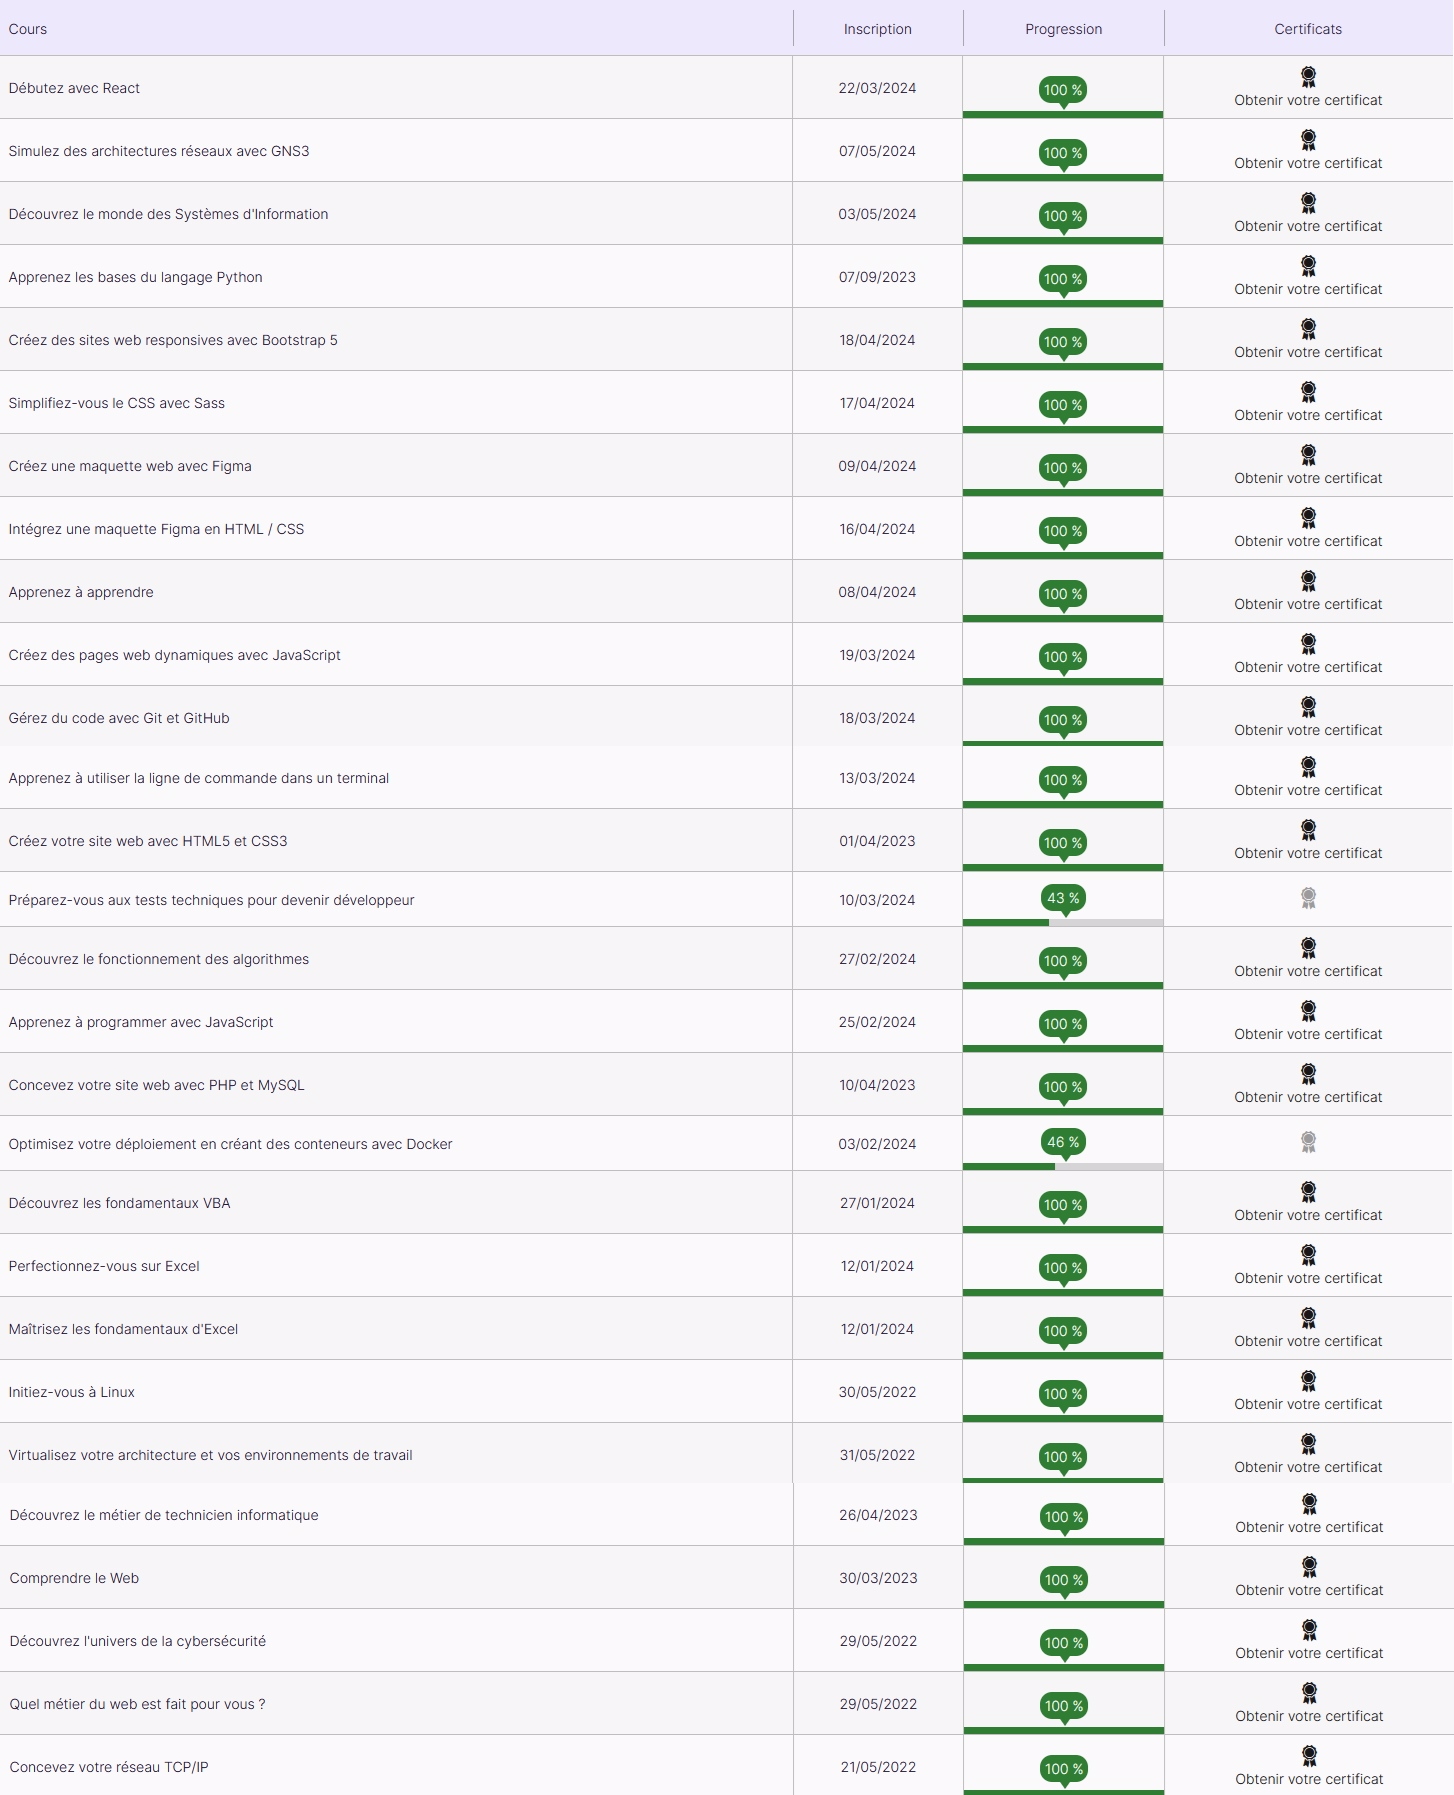 Cours Inscription Progression Certificats
Débutez avec React 22/03/2024 100 %
Obtenir votre certificat
Simulez des architectures réseaux avec GNS3 07/05/2024 100 %
Obtenir votre certificat
Découvrez le monde des Systèmes d'Information 03/05/2024 100 %
Obtenir votre certificat
Apprenez les bases du langage Python 07/09/2023 100 %
Obtenir votre certificat
Créez des sites web responsives avec Bootstrap 5 18/04/2024 100 %
Obtenir votre certificat
Simplifiez-vous le CSS avec Sass 17/04/2024 100 %
Obtenir votre certificat
Créez une maquette web avec Figma 09/04/2024 100 %
Obtenir votre certificat
Intégrez une maquette Figma en HTML / CSS 16/04/2024 100 %
Obtenir votre certificat
Apprenez à apprendre 08/04/2024 100 %
Obtenir votre certificat
Créez des pages web dynamiques avec JavaScript 19/03/2024 100 %
Obtenir votre certificat
Gérez du code avec Git et GitHub 18/03/2024 100 %
Obtenir votre certificat
Apprenez à utiliser la ligne de commande dans un terminal 13/03/2024 100 %
Obtenir votre certificat
Créez votre site web avec HTML5 et CSS3 01/04/2023 100 %
Obtenir votre certificat
Préparez-vous aux tests techniques pour devenir développeur 10/03/2024 43 %
Découvrez le fonctionnement des algorithmes 27/02/2024 100 %
Obtenir votre certificat
Apprenez à programmer avec JavaScript 25/02/2024 100 %
Obtenir votre certificat
Concevez votre site web avec PHP et MySQL 10/04/2023 100 %
Obtenir votre certificat
Optimisez votre déploiement en créant des conteneurs avec Docker 03/02/2024 46 %
Découvrez les fondamentaux VBA 27/01/2024 100 %
Obtenir votre certificat
Perfectionnez-vous sur Excel 12/01/2024 100 %
Obtenir votre certificat
Maîtrisez les fondamentaux d'Excel 12/01/2024 100 %
Obtenir votre certificat
Initiez-vous à Linux 30/05/2022 100 %
Obtenir votre certificat
Virtualisez votre architecture et vos environnements de travail 31/05/2022 100 %
Obtenir votre certificat
Découvrez le métier de technicien informatique 26/04/2023 100 %
Obtenir votre certificat
Comprendre le Web 30/03/2023 100 %
Obtenir votre certificat
Découvrez l'univers de la cybersécurité 29/05/2022 100 %
Obtenir votre certificat
Quel métier du web est fait pour vous ? 29/05/2022 100 %
Obtenir votre certificat
Concevez votre réseau TCP/IP 21/05/2022 100 %
Obtenir votre certificat